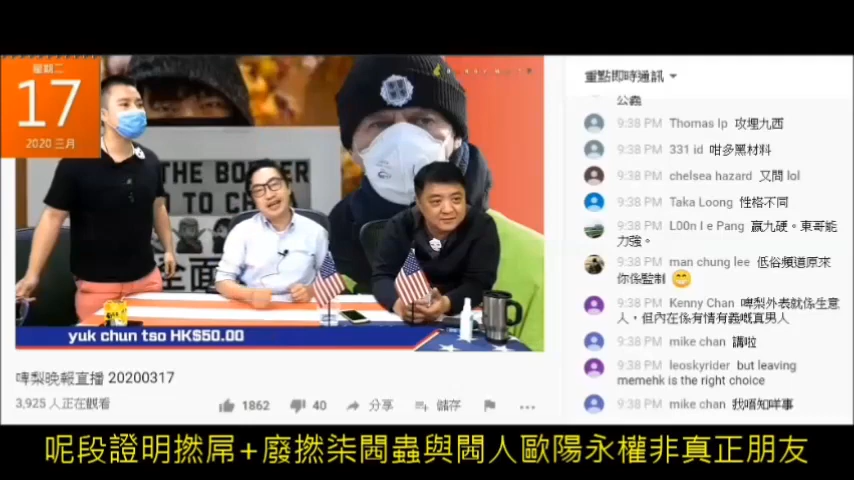 星期二
17
2020 三月
THE BORDER
TO CHINA
全面
yuk chun tso HK$50.00
啤梨晚報直播 20200317
3,925 人正在觀看
1862
40
分享
儲存
重點即時通訊
公義
9:38 PM Thomas Ip 攻埋九西
9:38 PM 331 id 咁多黑材料
9:38 PM chelsea hazard 又問 lol
9:38 PM Taka Loong 性格不同
9:38 PM L00n I e Pang 贏九硬。東哥能
力強。
9:38 PM man chung lee 低俗頻道原來
你係監制
9:38 PM Kenny Chan 啤梨外表就係生意
人，但內在係有情有義嘅真男人
9:38 PM mike chan 講啦
9:38 PM leoskyrider but leaving
memehk is the right choice
9:38 PM mike chan 我唔知咩事
呢段證明撚屌+廢撚柒閪蟲與閪人歐陽永權非真正朋友